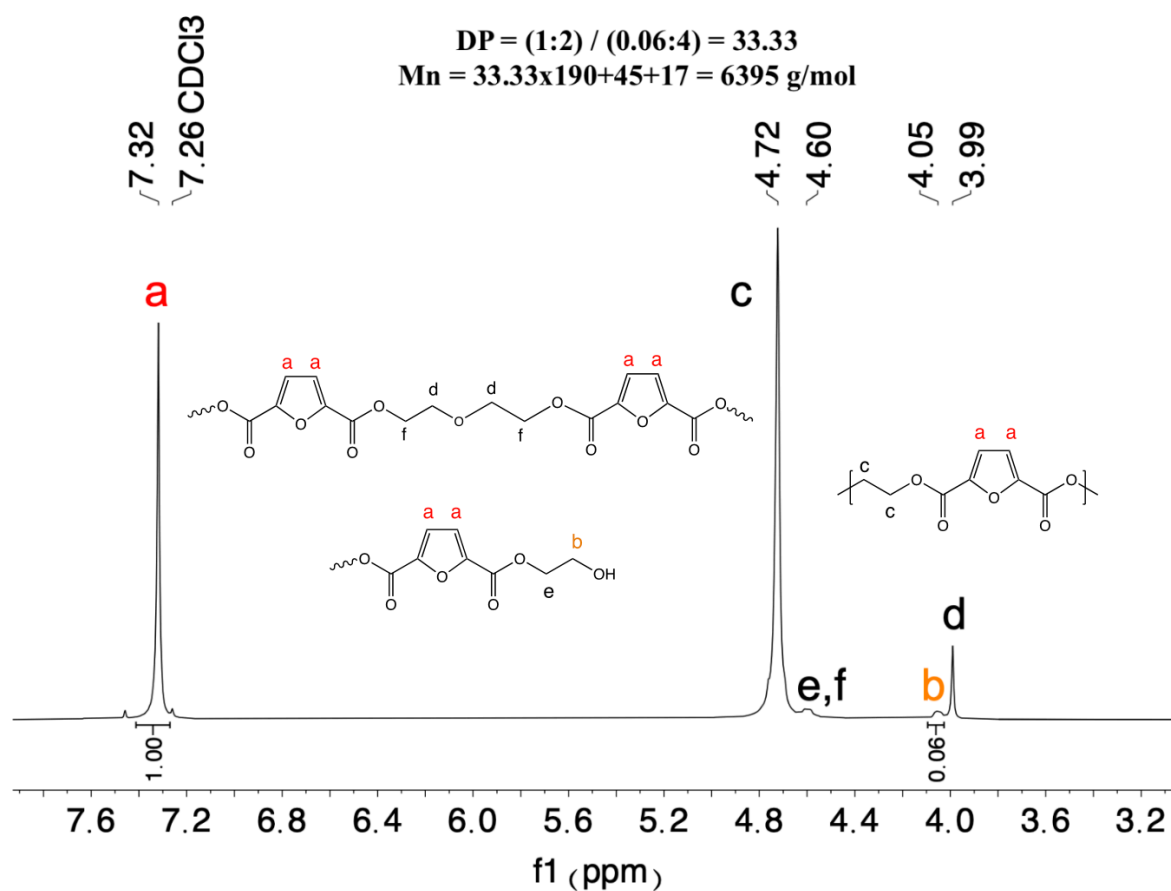 DP = (1:2) / (0.06:4) = 33.33
Mn = 33.33x190+45+17 = 6395 g/mol
7.32
7.26 CDCl3
4.72
4.60
4.05
3.99
a
c
a a
a a
d
d
O
O
O
O
O
O
O
O
O
f
f
O
O
O
O
a a
c
O
O
O
c
O
O
a a
b
O
O
O
OH
e
O
O
d
e,f
b
1.00
0.06
7.6 7.2 6.8 6.4 6.0 5.6 5.2 4.8 4.4 4.0 3.6 3.2
f1 (ppm)